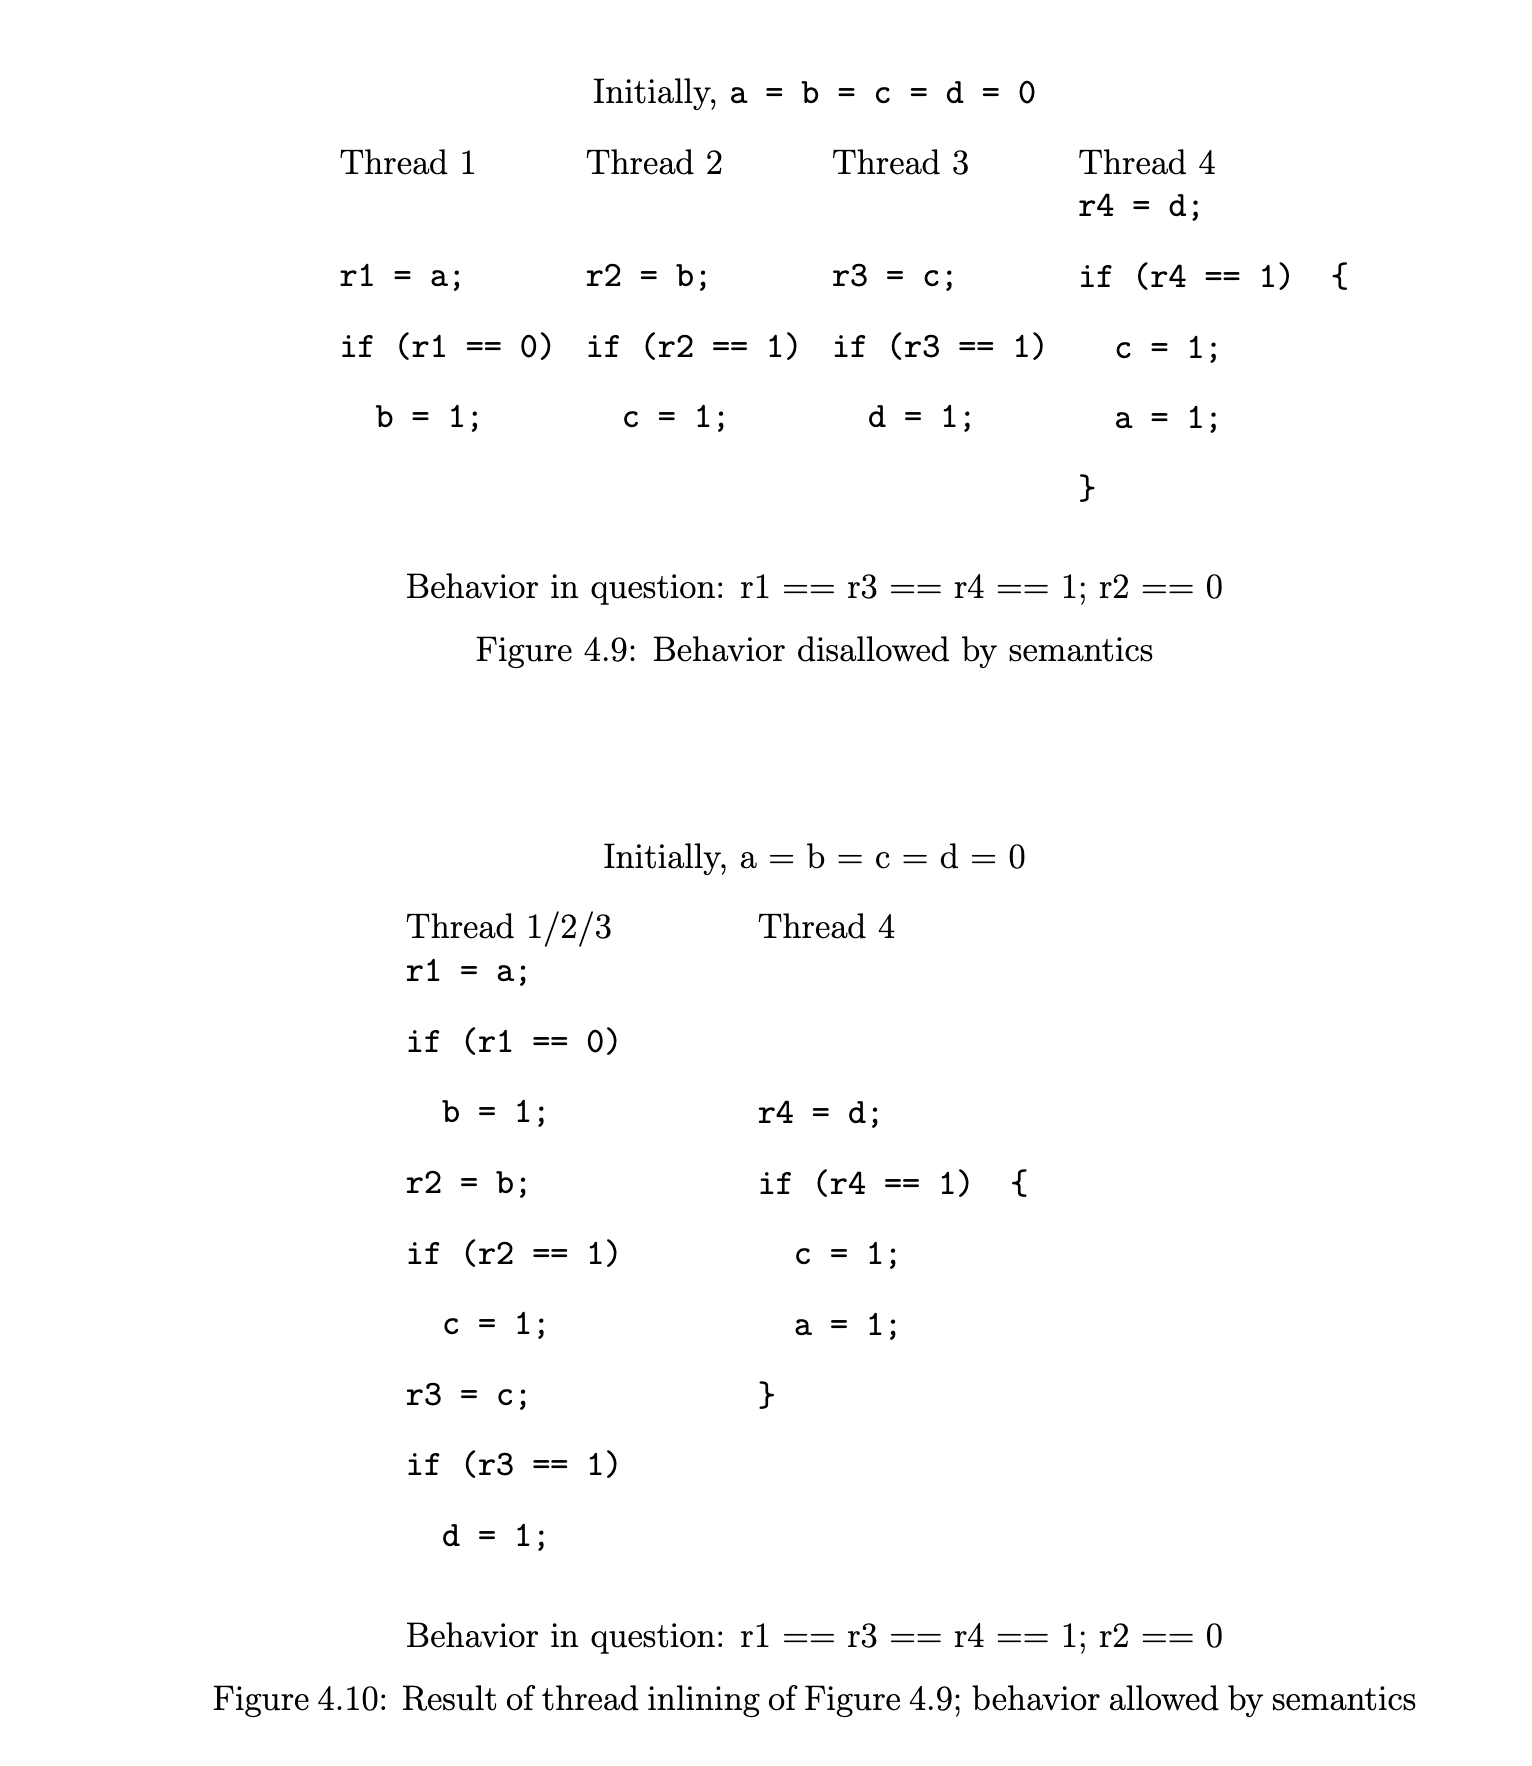 Initially, a = b = c = d = 0
Thread 1 Thread 2 Thread 3 Thread 4
r4 = d;
r1 = a; r2 = b; r3 = c; if (r4 == 1) {
if (r1 == 0) if (r2 == 1) if (r3 == 1) c = 1;
b = 1; c = 1; d = 1; a = 1;
}
Behavior in question: r1 == r3 == r4 == 1; r2 == 0
Figure 4.9: Behavior disallowed by semantics
Initially, a = b = c = d = 0
Thread 1/2/3 Thread 4
r1 = a;
if (r1 == 0)
b = 1; r4 = d;
r2 = b; if (r4 == 1) {
if (r2 == 1) c = 1;
c = 1; a = 1;
r3 = c; }
if (r3 == 1)
d = 1;
Behavior in question: r1 == r3 == r4 == 1; r2 == 0
Figure 4.10: Result of thread inlining of Figure 4.9; behavior allowed by semantics